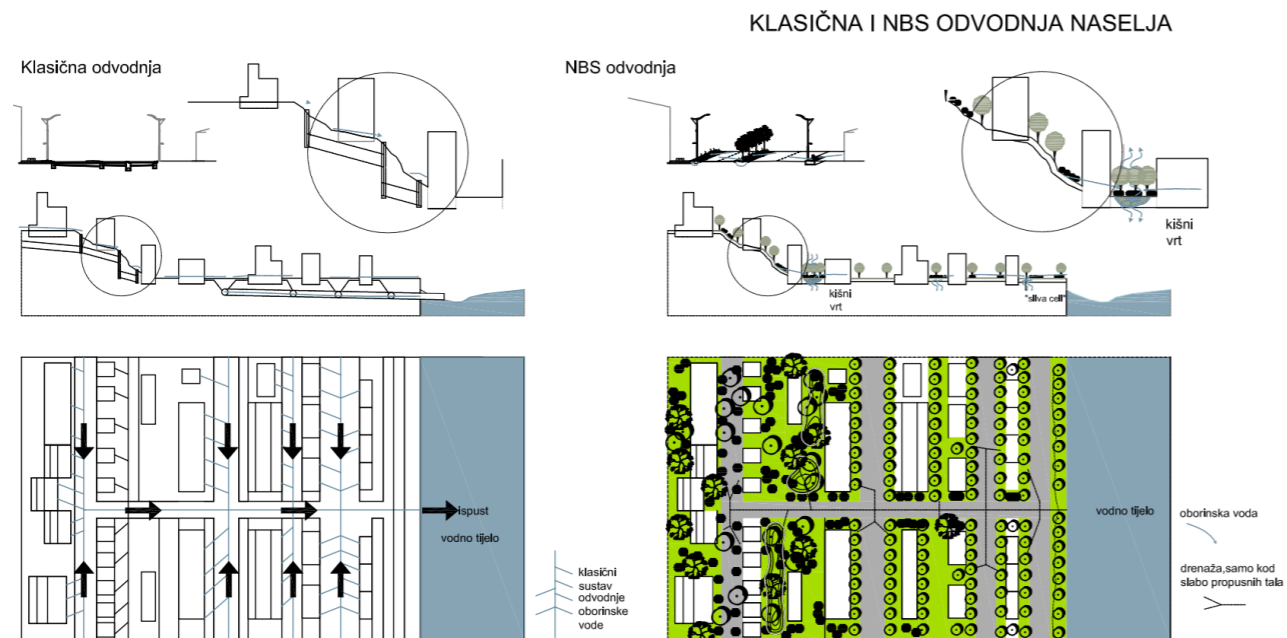 KLASIČNA I NBS ODVODNJA NASELJA
Klasična odvodnja
NBS odvodnja
kišni
vrt
kišni
vrt
"silva cell"
ispust
vodno tijelo
klasični
sustav
odvodnje
oborinske
vode
vodno tijelo
oborinska voda
drenaža,samo kod
slabo propusnih tala